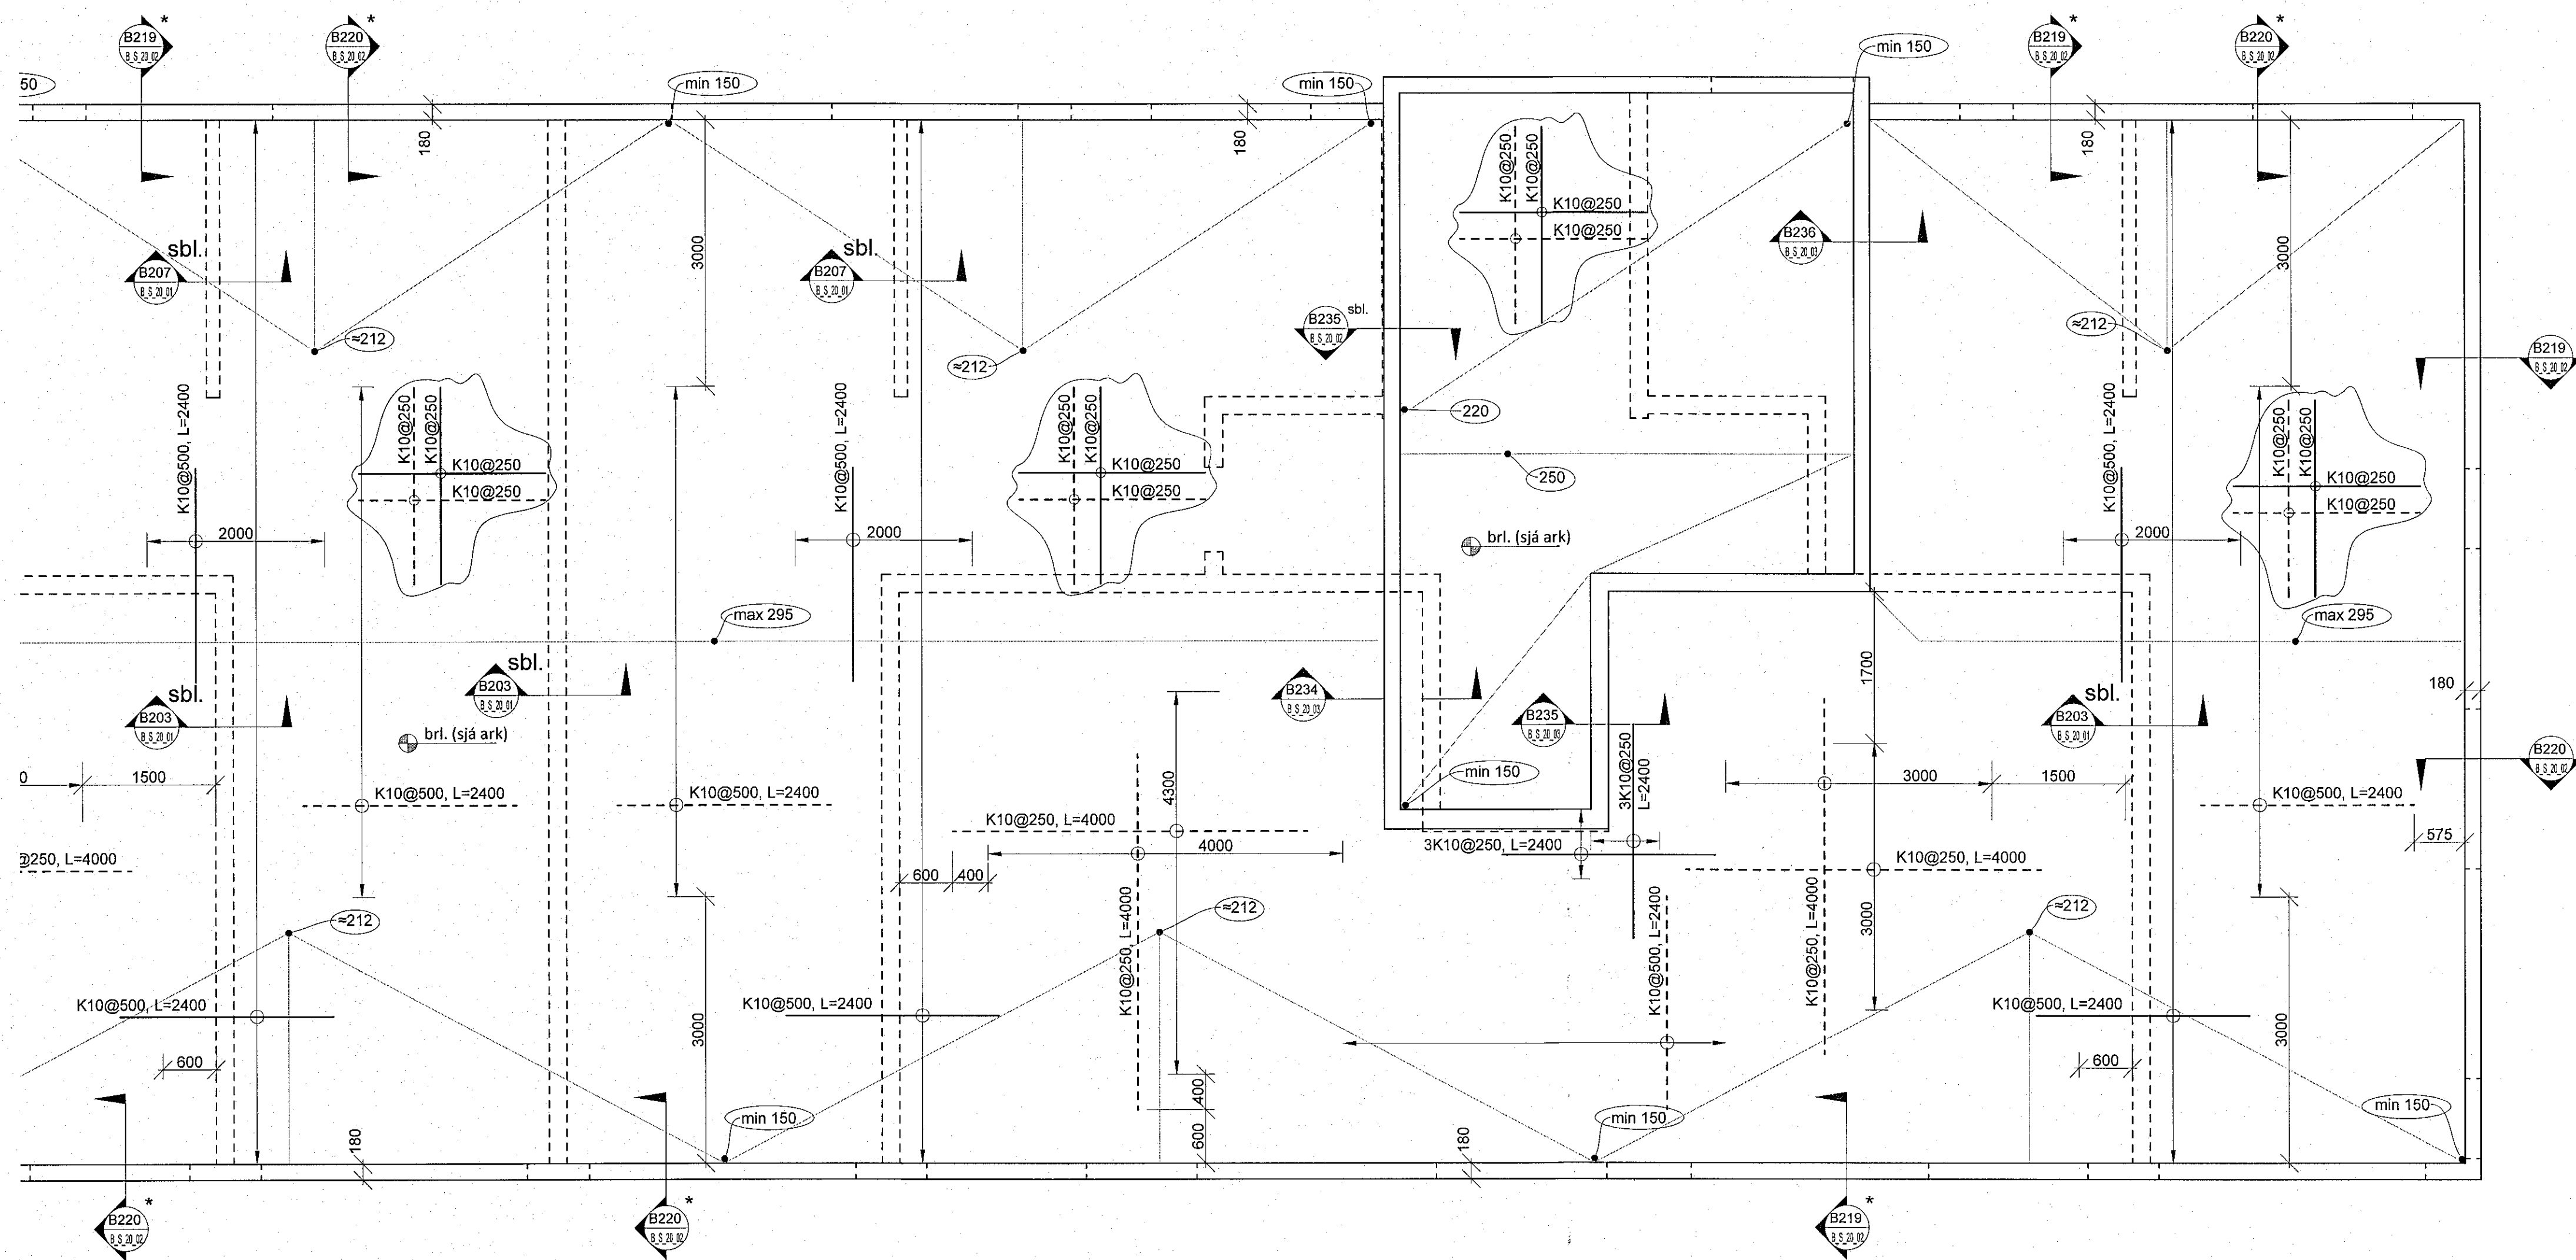 B219
B_S_20_02
*
B220
B_S_20_02
*
B219
B_S_20_02
*
B220
B_S_20_02
*
50
min 150
min 150
min 150
180
180
180
K10@250
K10@250
K10@250
K10@250
3000
3000
sbl.
B207
B_S_20_01
sbl.
B207
B_S_20_01
B236
B_S_20_03
B235
B_S_20_02
sbl.
≈212
≈212
≈212
B219
B_S_20_02
220
250
K10@500, L=2400
K10@250
K10@250
K10@250
K10@250
K10@500, L=2400
K10@250
K10@250
K10@250
K10@250
K10@500, L=2400
K10@250
K10@250
K10@250
K10@250
2000
2000
2000
brl. (sjá ark)
max 295
max 295
sbl.
B203
B_S_20_01
sbl.
B203
B_S_20_01
B234
B_S_20_03
B235
B_S_20_03
sbl.
B203
B_S_20_01
1700
180
brl. (sjá ark)
B220
B_S_20_02
0
1500
min 150
3000
1500
4300
3K10@250
L=2400
K10@500, L=2400
K10@500, L=2400
K10@500, L=2400
K10@250, L=4000
4000
3K10@250, L=2400
575
@250, L=4000
K10@250, L=4000
600
400
≈212
≈212
≈212
K10@250, L=4000
K10@500, L=2400
K10@250, L=4000
3000
K10@500, L=2400
K10@500, L=2400
K10@500, L=2400
3000
3000
600
600
400
600
min 150
min 150
min 150
180
180
B220
B_S_20_02
*
B220
B_S_20_02
*
B219
B_S_20_02
*